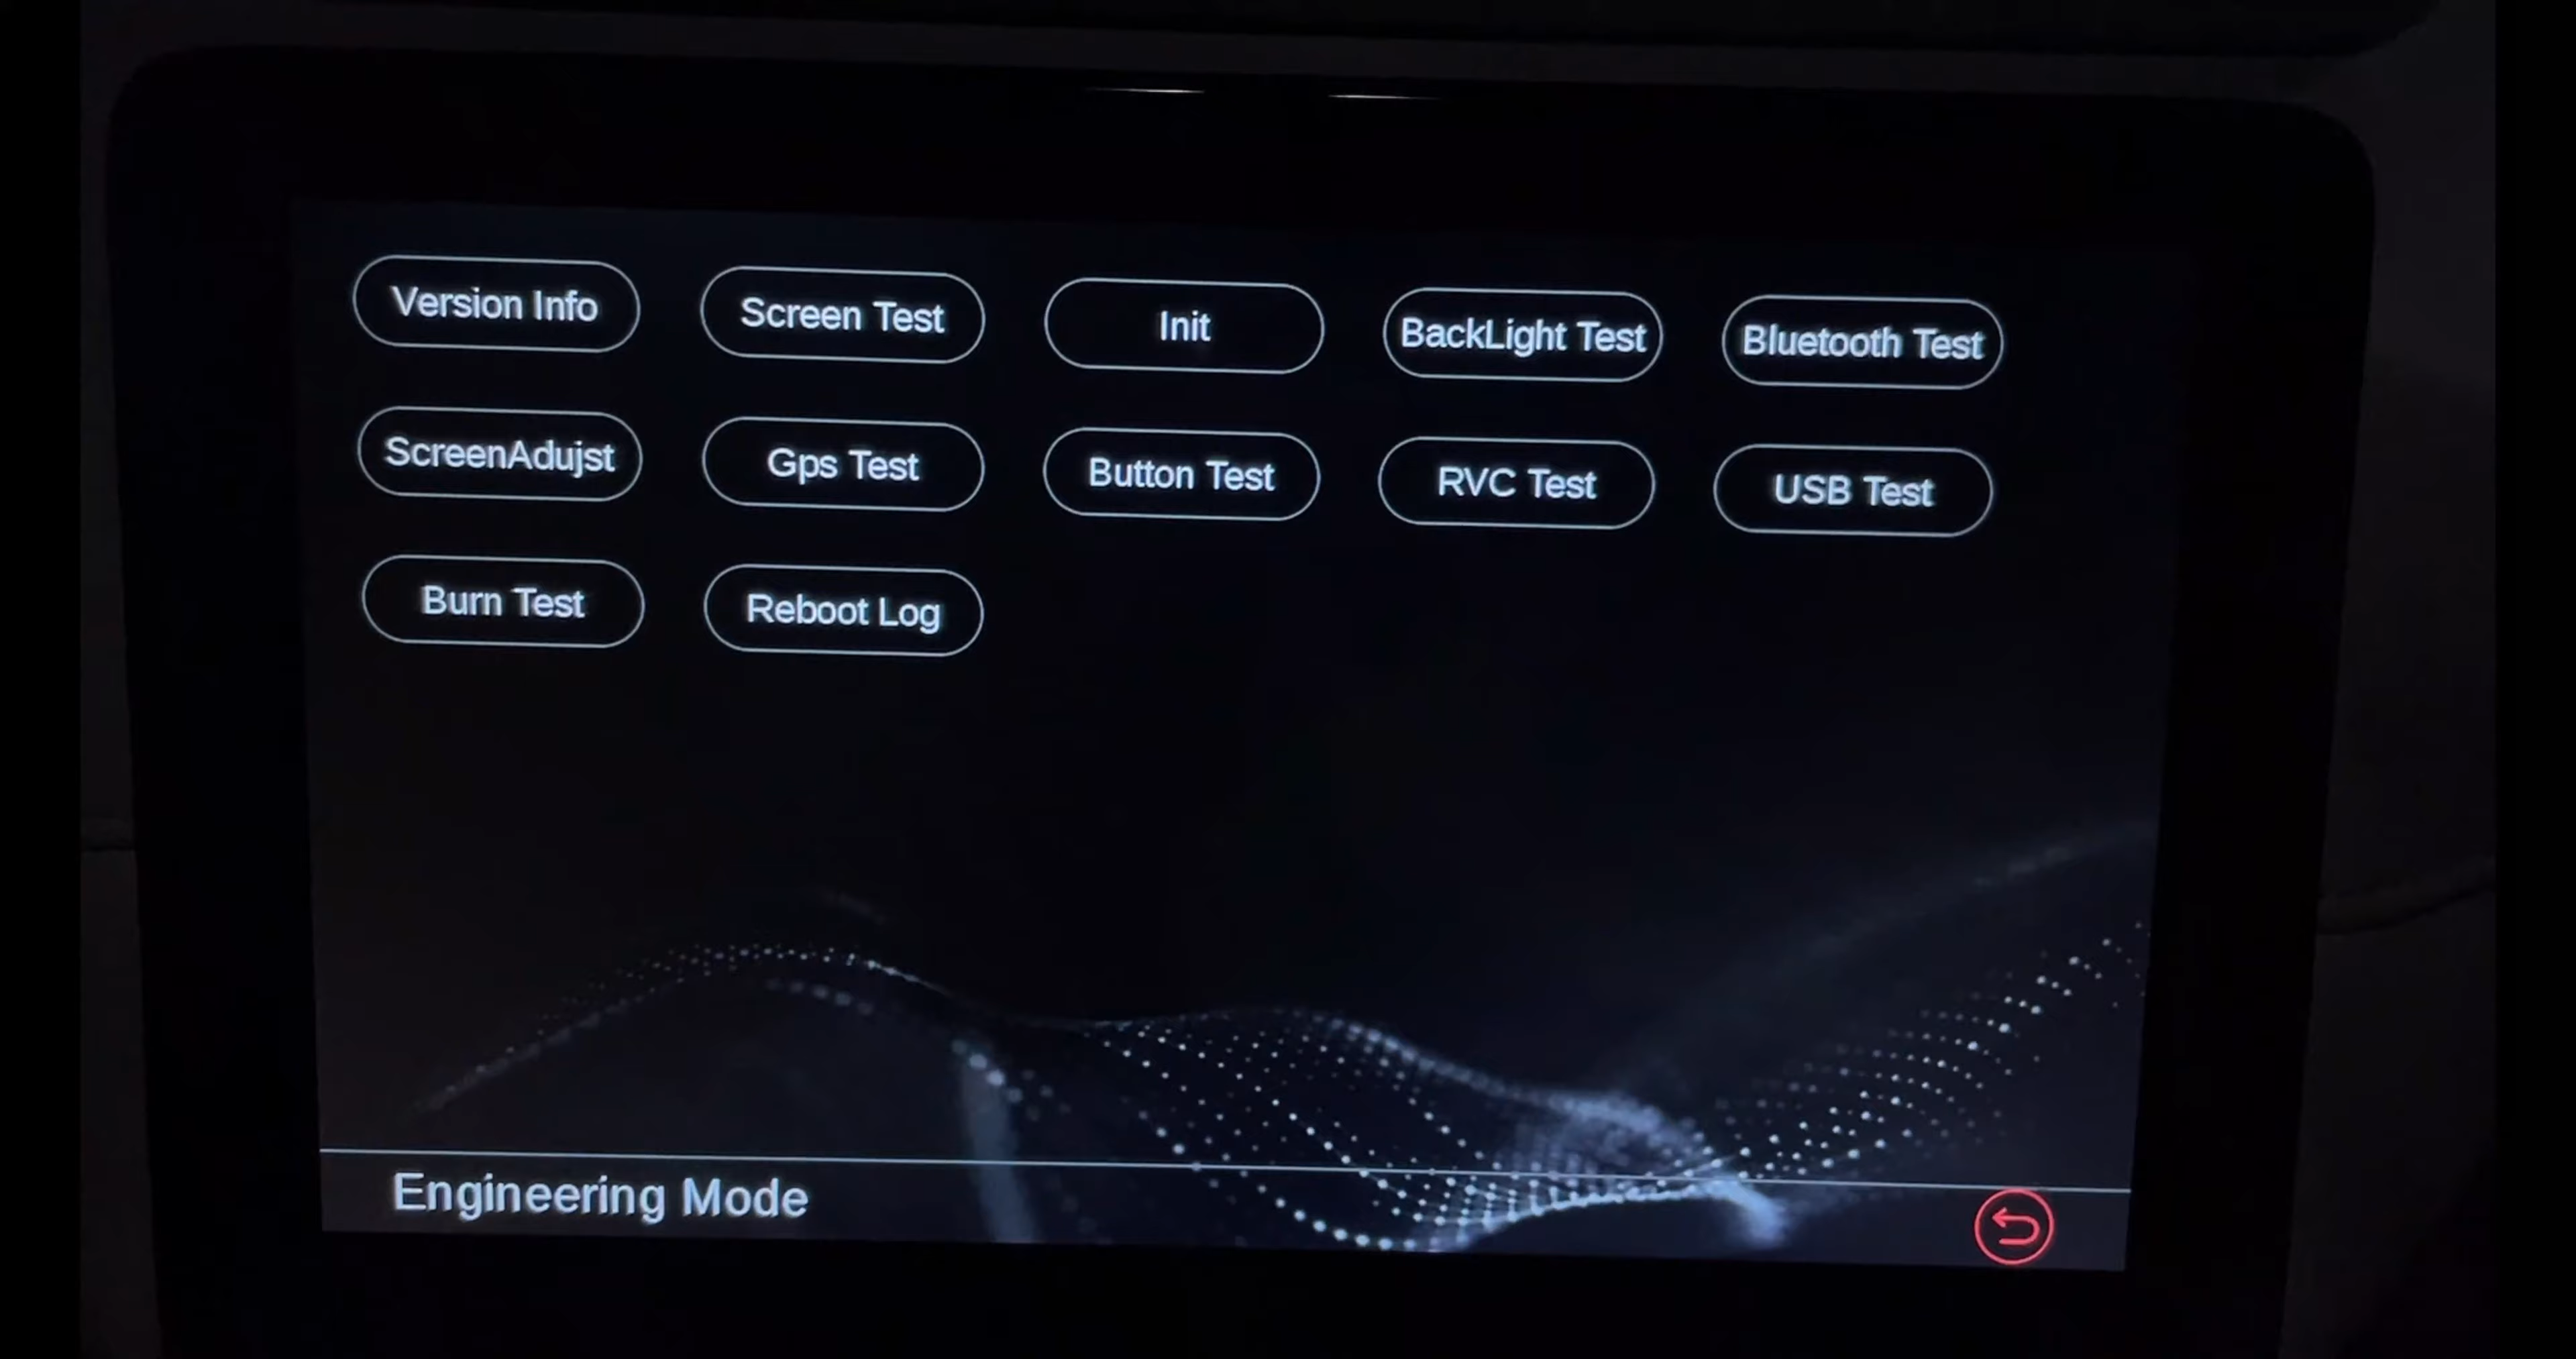 Version Info
Screen Test
Init
BackLight Test
Bluetooth Test
ScreenAdujst
Gps Test
Button Test
RVC Test
USB Test
Burn Test
Reboot Log
Engineering Mode